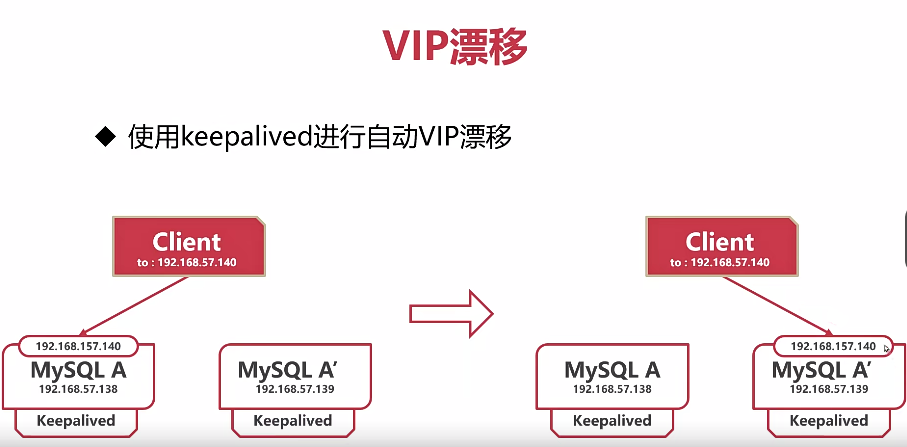 VIP漂移
◆ 使用keepalived进行自动VIP漂移
Client
to : 192.168.57.140
192.168.157.140
MySQL A
192.168.57.138
Keepalived
MySQL A’
192.168.57.139
Keepalived
Client
to : 192.168.57.140
MySQL A
192.168.57.138
Keepalived
192.168.157.140
MySQL A’
192.168.57.139
Keepalived